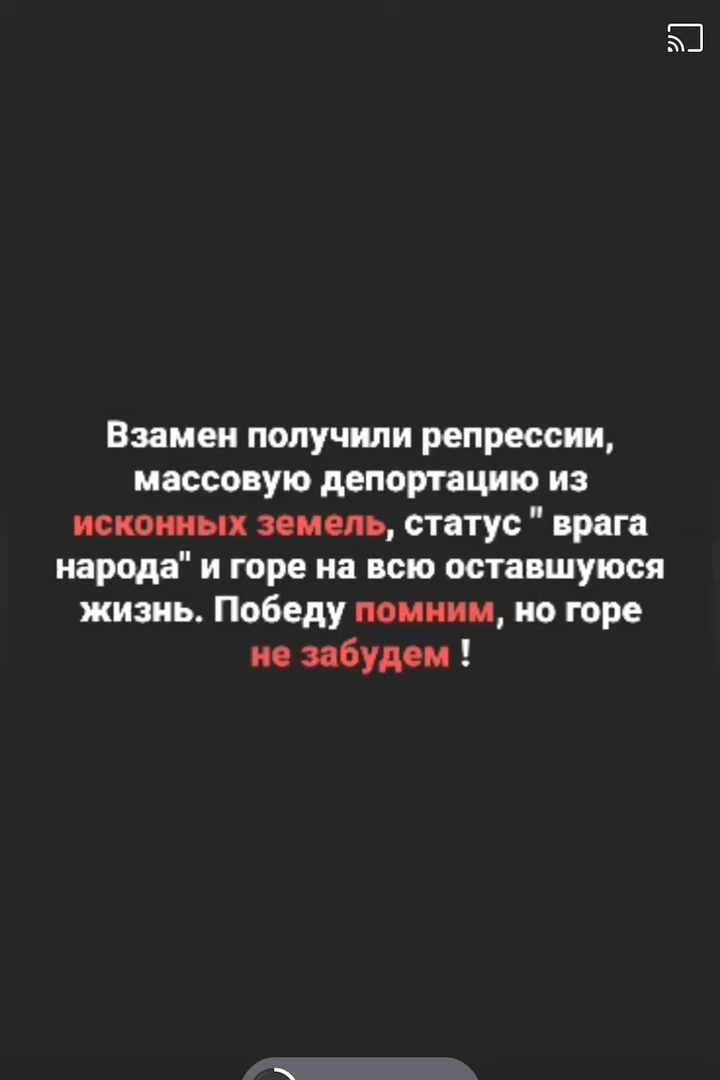 Взамен получили репрессии,
массовую депортацию из
исконных земель, статус " врага
народа" и горе на всю оставшуюся
жизнь. Победу помним, но горе
не забудем !